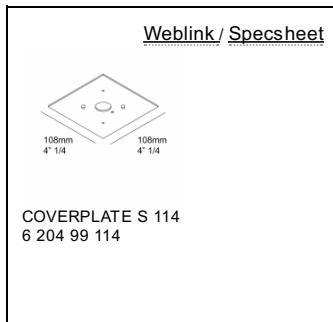 Weblink / Specsheet
108mm 108mm
4" 1/4 4" 1/4
COVERPLATE S 114
6 204 99 114